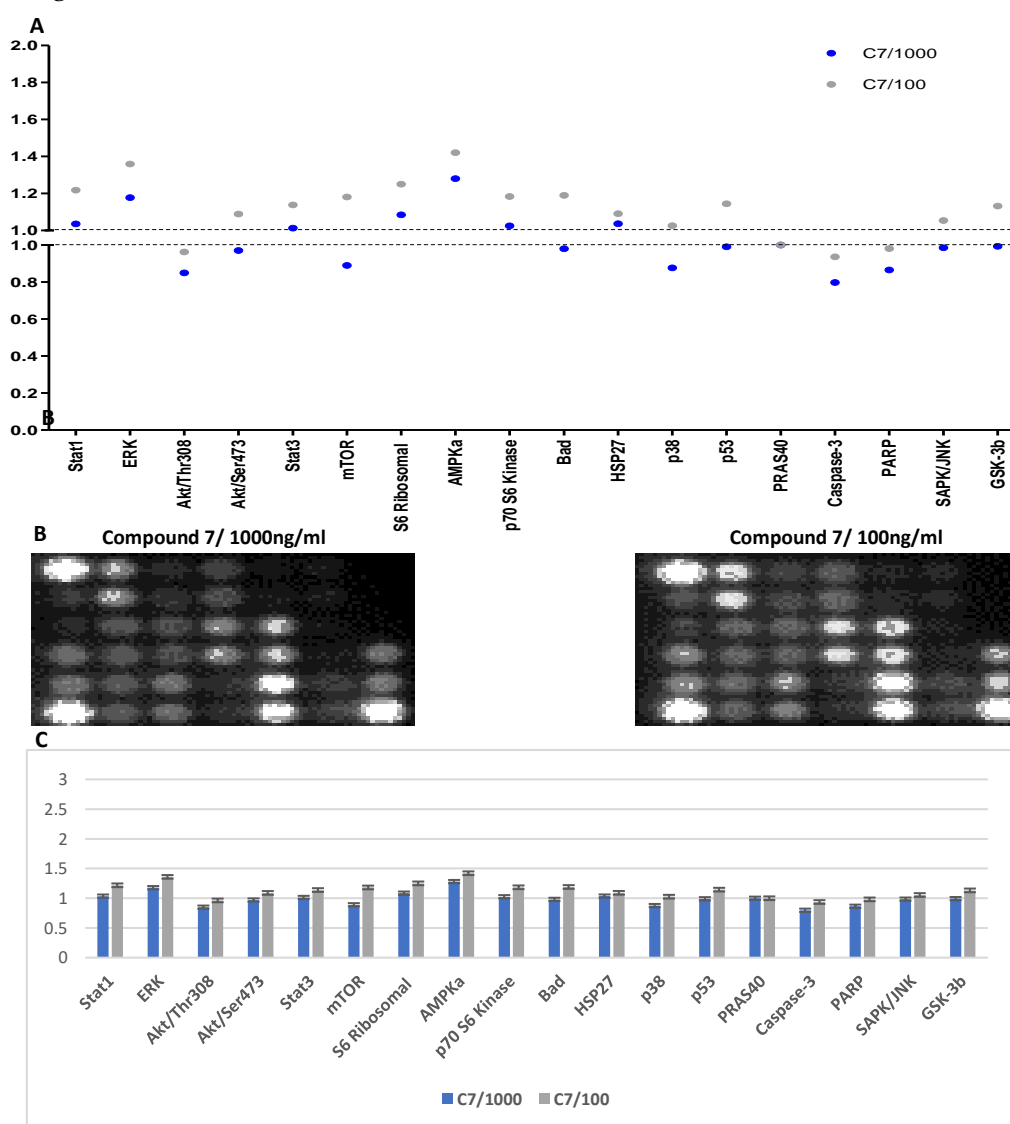 A
2.0
1.8
1.6
1.4
1.2
1.0
1.0
0.8
0.6
0.4
0.2
0.0
C7/1000
C7/100
B
Stat1
ERK
Akt/Thr308
Akt/Ser473
Stat3
mTOR
S6 Ribosomal
AMPKa
p70 S6 Kinase
Bad
HSP27
p38
p53
PRAS40
Caspase-3
PARP
SAPK/JNK
GSK-3b
B
Compound 7/ 1000ng/ml
Compound 7/ 100ng/ml
C
3
2.5
2
1.5
1
0.5
0
Stat1
ERK
Akt/Thr308
Akt/Ser473
Stat3
mTOR
S6 Ribosomal
AMPKa
p70 S6 Kinase
Bad
HSP27
p38
p53
PRAS40
Caspase-3
PARP
SAPK/JNK
GSK-3b
C7/1000 C7/100